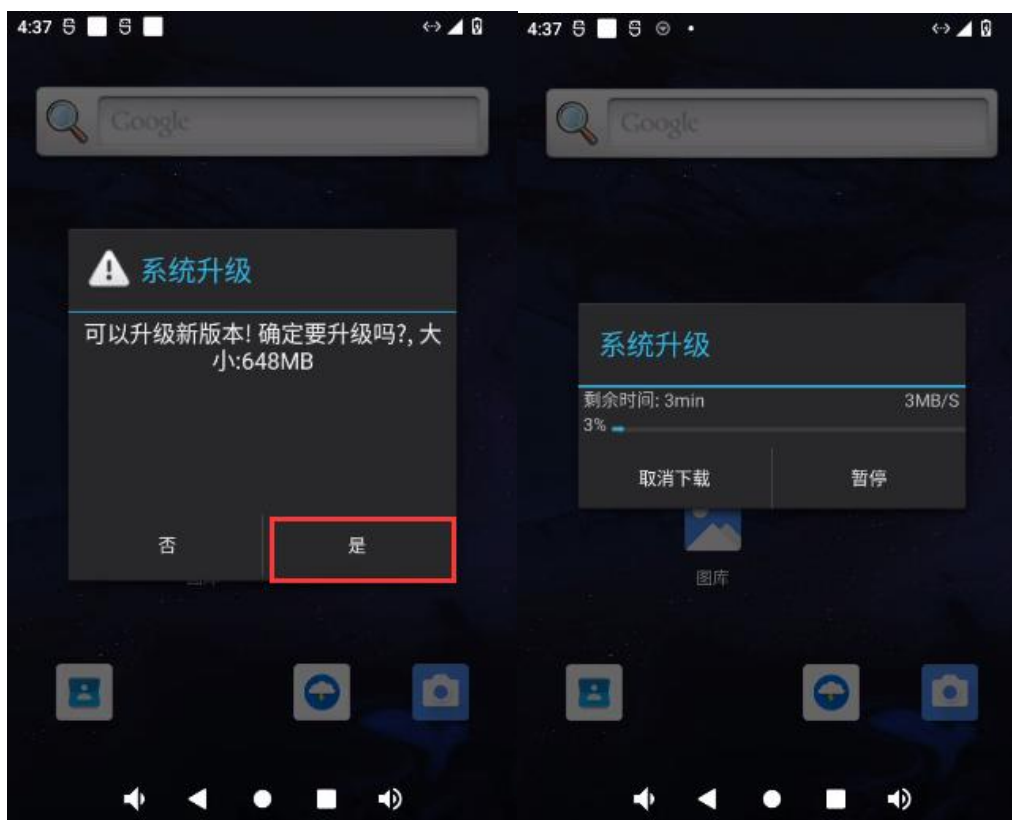 4:37
Google
系统升级
可以升级新版本! 确定要升级吗?, 大
小:648MB
否
是
4:37
Google
系统升级
剩余时间: 3min
3MB/S
3%
取消下载
暂停
图库